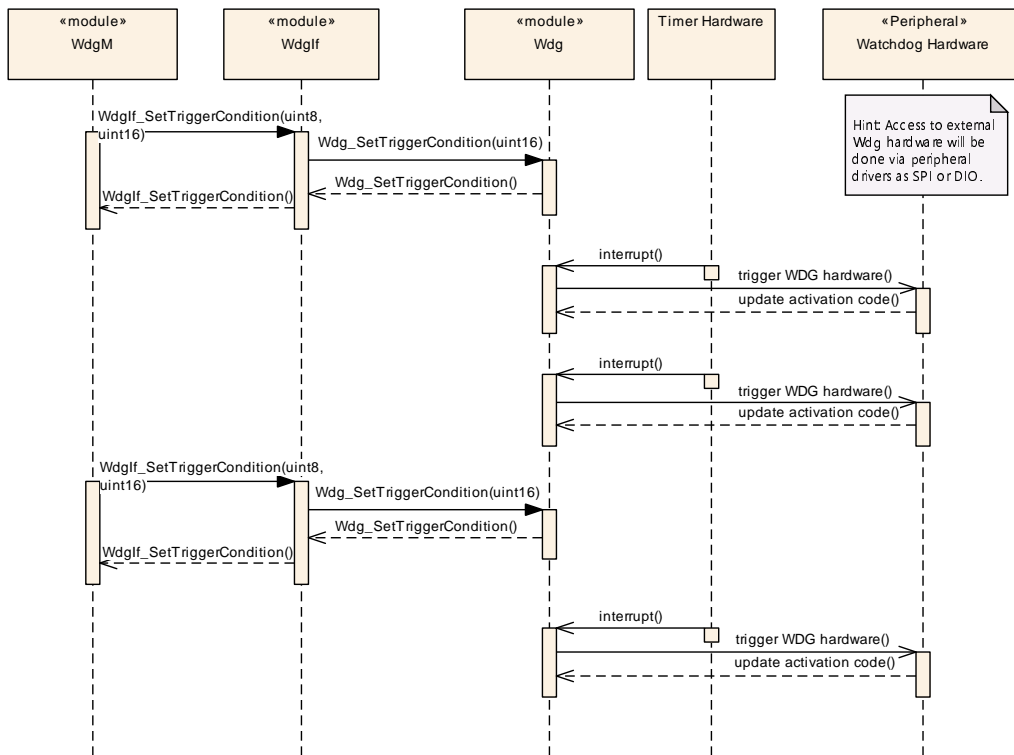 «module»
WdgM
«module»
WdgIf
«module»
Wdg
Timer Hardware
«Peripheral»
Watchdog Hardware
Hint: Access to external
Wdg hardware will be
done via peripheral
drivers as SPI or DIO.
WdgIf_SetTriggerCondition(uint8,
uint16)
Wdg_SetTriggerCondition(uint16)
Wdg_SetTriggerCondition()
WdgIf_SetTriggerCondition()
interrupt()
trigger WDG hardware()
update activation code()
interrupt()
trigger WDG hardware()
update activation code()
WdgIf_SetTriggerCondition(uint8,
uint16)
Wdg_SetTriggerCondition(uint16)
Wdg_SetTriggerCondition()
WdgIf_SetTriggerCondition()
interrupt()
trigger WDG hardware()
update activation code()